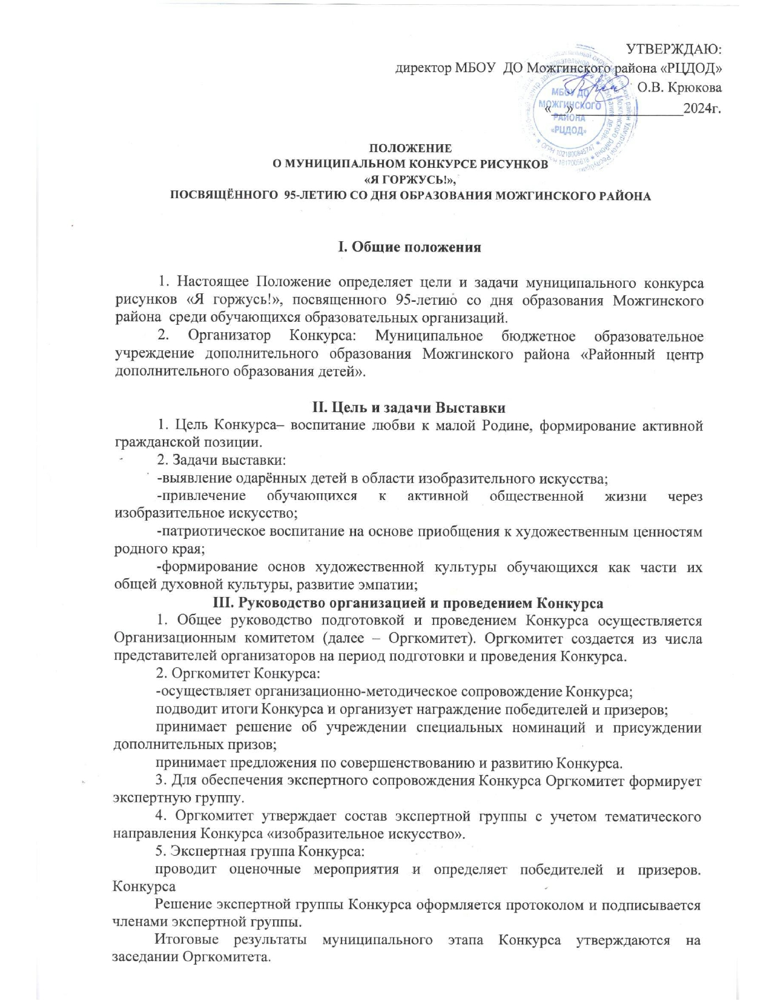 УТВЕРЖДАЮ:
директор МБОУ ДО Можгинского района «РЦДОД»
О.В. Крюкова
«___»_______________2024г.
МБОУ ДО
МОЖГИНСКОГО
РАЙОНА
«РЦДОД»
ПОЛОЖЕНИЕ
О МУНИЦИПАЛЬНОМ КОНКУРСЕ РИСУНКОВ
«Я ГОРЖУСЬ!»,
ПОСВЯЩЁННОГО 95-ЛЕТИЮ СО ДНЯ ОБРАЗОВАНИЯ МОЖГИНСКОГО РАЙОНА
I. Общие положения
1. Настоящее Положение определяет цели и задачи муниципального конкурса
рисунков «Я горжусь!», посвященного 95-летию со дня образования Можгинского
района среди обучающихся образовательных организаций.
2. Организатор Конкурса: Муниципальное бюджетное образовательное
учреждение дополнительного образования Можгинского района «Районный центр
дополнительного образования детей».
II. Цель и задачи Выставки
1. Цель Конкурса– воспитание любви к малой Родине, формирование активной
гражданской позиции.
2. Задачи выставки:
-выявление одарённых детей в области изобразительного искусства;
-привлечение обучающихся к активной общественной жизни через
изобразительное искусство;
-патриотическое воспитание на основе приобщения к художественным ценностям
родного края;
-формирование основ художественной культуры обучающихся как части их
общей духовной культуры, развитие эмпатии;
III. Руководство организацией и проведением Конкурса
1. Общее руководство подготовкой и проведением Конкурса осуществляется
Организационным комитетом (далее – Оргкомитет). Оргкомитет создается из числа
представителей организаторов на период подготовки и проведения Конкурса.
2. Оргкомитет Конкурса:
-осуществляет организационно-методическое сопровождение Конкурса;
подводит итоги Конкурса и организует награждение победителей и призеров;
принимает решение об учреждении специальных номинаций и присуждении
дополнительных призов;
принимает предложения по совершенствованию и развитию Конкурса.
3. Для обеспечения экспертного сопровождения Конкурса Оргкомитет формирует
экспертную группу.
4. Оргкомитет утверждает состав экспертной группы с учетом тематического
направления Конкурса «изобразительное искусство».
5. Экспертная группа Конкурса:
проводит оценочные мероприятия и определяет победителей и призеров.
Конкурса
Решение экспертной группы Конкурса оформляется протоколом и подписывается
членами экспертной группы.
Итоговые результаты муниципального этапа Конкурса утверждаются на
заседании Оргкомитета.